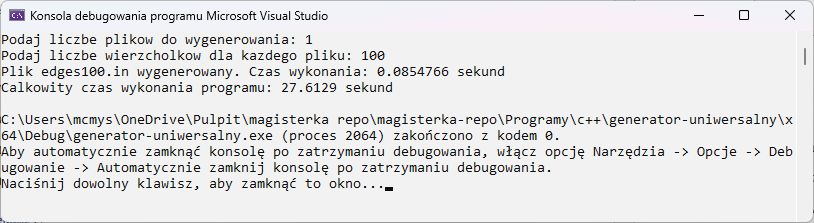 Konsola debugowania programu Microsoft Visual Studio
Podaj liczbe plikow do wygenerowania: 1
Podaj liczbe wierzcholkow dla kazdego pliku: 100
Plik edges100.in wygenerowany. Czas wykonania: 0.0854766 sekund
Calkowity czas wykonania programu: 27.6129 sekund
C:\Users\mcmys\OneDrive\Pulpit\magisterka repo\magisterka-repo\Programy\c++\generator-uniwersalny\x
64\Debug\generator-uniwersalny.exe (proces 2064) zakończono z kodem 0.
Aby automatycznie zamknąć konsolę po zatrzymaniu debugowania, włącz opcję Narzędzia -> Opcje -> Deb
ugowanie -> Automatycznie zamknij konsolę po zatrzymaniu debugowania.
Naciśnij dowolny klawisz, aby zamknąć to okno...